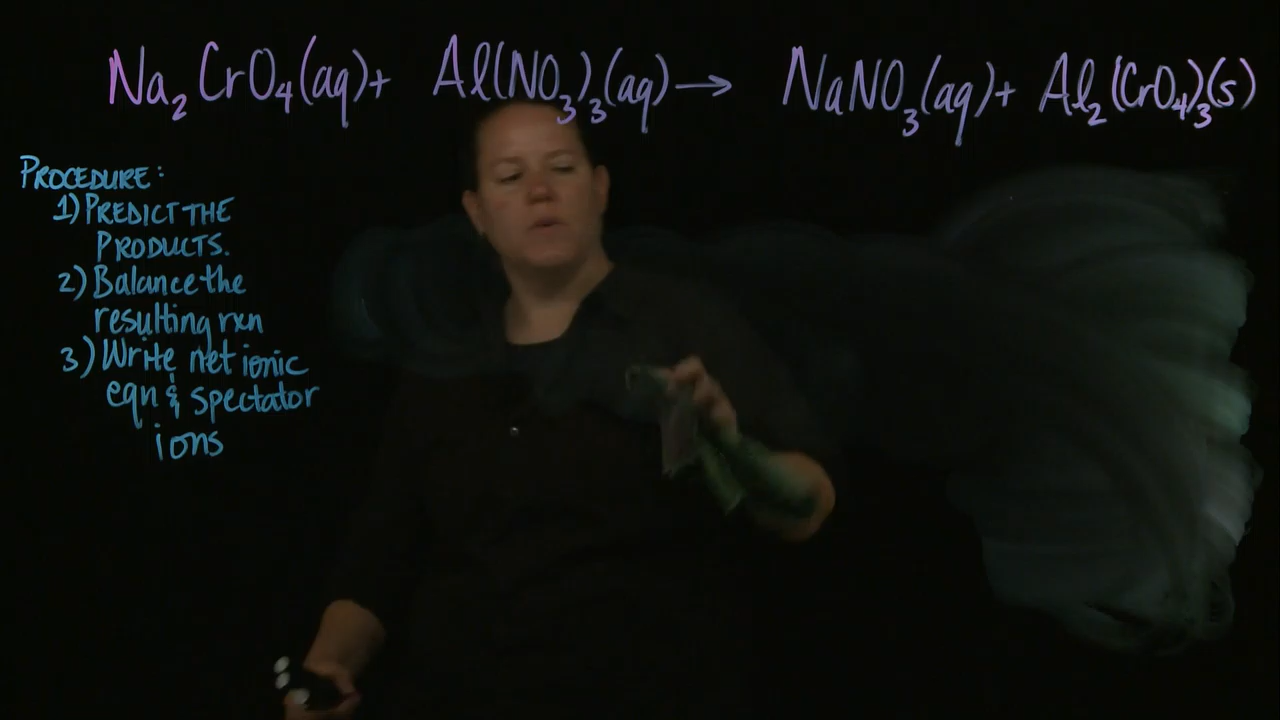 Na₂CrO₄(aq) + Al(NO₃)₃(aq) → NaNO₃(aq) + Al₂(CrO₄)₃(s)
PROCEDURE:
1) PREDICT THE
PRODUCTS.
2) Balance the
resulting rxn
3) Write net ionic
eqn & spectator
ions